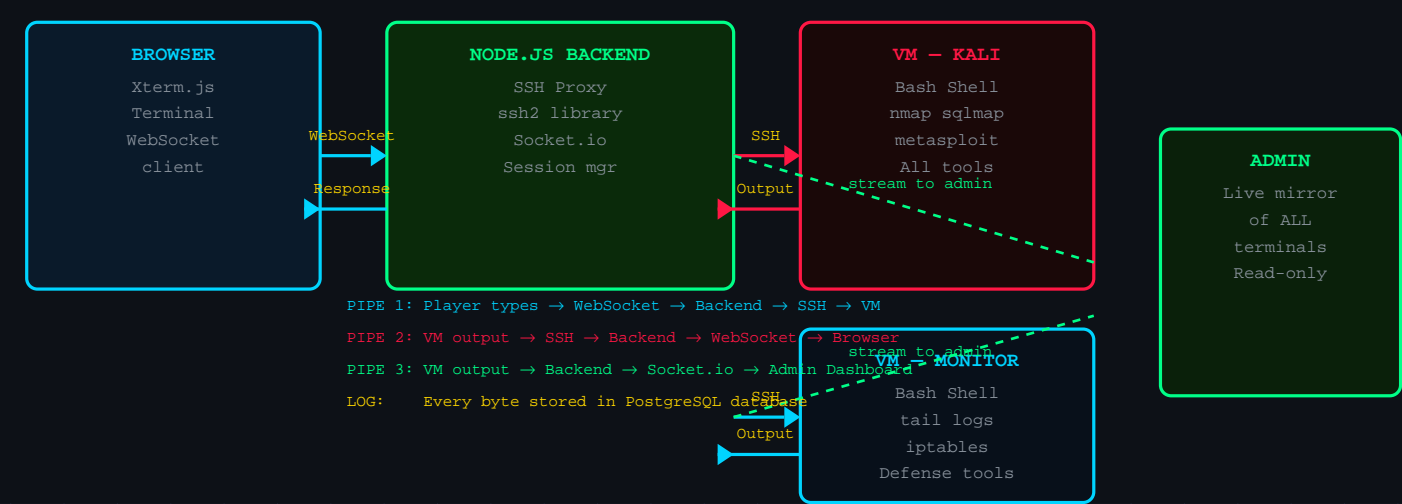 BROWSER
Xterm.js
Terminal
WebSocket
client
WebSocket
Response
NODE.JS BACKEND
SSH Proxy
ssh2 library
Socket.io
Session mgr
SSH
Output
VM — KALI
Bash Shell
nmap sqlmap
metasploit
All tools
stream to admin
ADMIN
Live mirror
of ALL
terminals
Read-only
PIPE 1: Player types → WebSocket → Backend → SSH → VM
PIPE 2: VM output → SSH → Backend → WebSocket → Browser
PIPE 3: VM output → Backend → Socket.io → Admin Dashboard
LOG: Every byte stored in PostgreSQL database
stream to admin
SSH
Output
VM — MONITOR
Bash Shell
tail logs
iptables
Defense tools